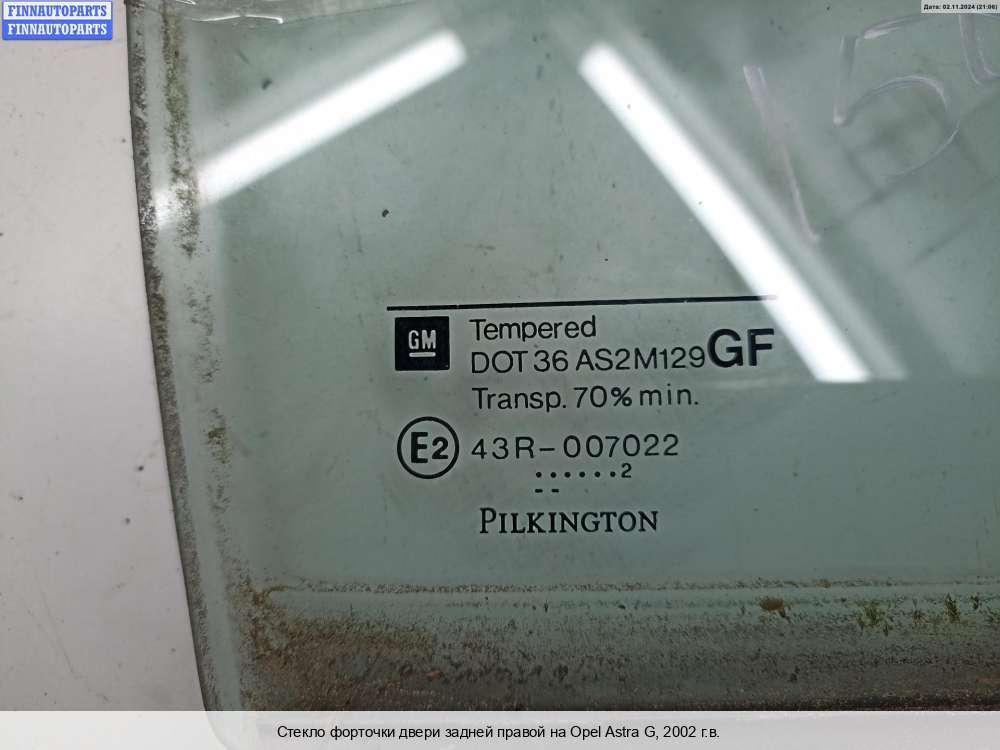 FINNAUTOPARTS
FINNAUTOPARTS
Дата: 02.11.2024 (21:06)
GM
Tempered
DOT 36 AS2M129 GF
Transp. 70% min.
E2 43R-007022
......2
--
PILKINGTON
Стекло форточки двери задней правой на Opel Astra G, 2002 г.в.